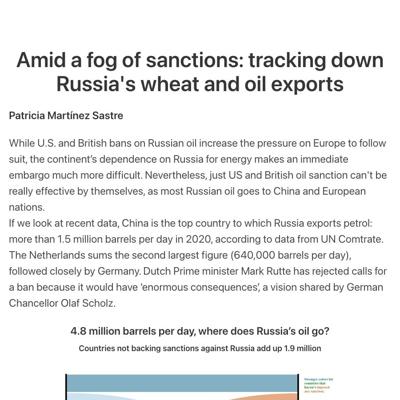 Amid a fog of sanctions: tracking down
Russia's wheat and oil exports
Patricia Martínez Sastre
While U.S. and British bans on Russian oil increase the pressure on Europe to follow
suit, the continent's dependence on Russia for energy makes an immediate
embargo much more difficult. Nevertheless, just US and British oil sanction can't be
really effective by themselves, as most Russian oil goes to China and European
nations.
If we look at recent data, China is the top country to which Russia exports petrol:
more than 1.5 million barrels per day in 2020, according to data from UN Comtrate.
The Netherlands sums the second largest figure (640,000 barrels per day),
followed closely by Germany. Dutch Prime minister Mark Rutte has rejected calls for
a ban because it would have 'enormous consequences', a vision shared by German
Chancellor Olaf Scholz.
4.8 million barrels per day, where does Russia's oil go?
Countries not backing sanctions against Russia add up 1.9 million